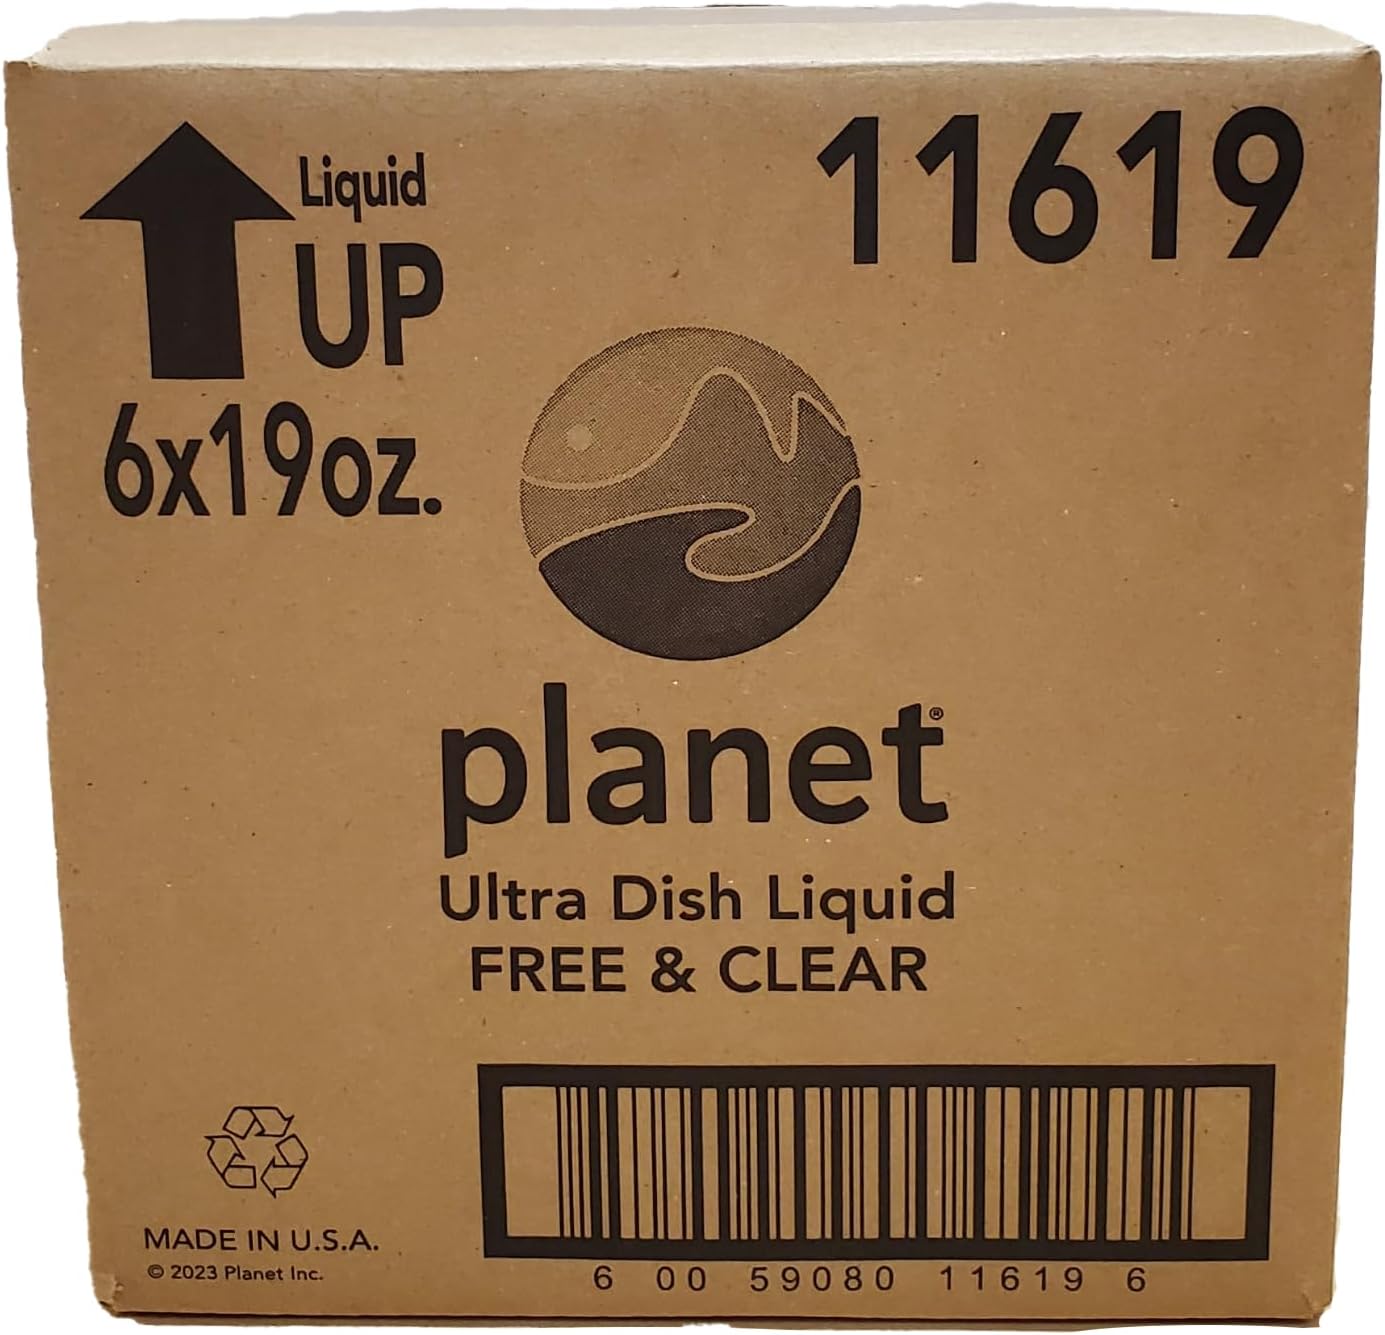 Liquid
UP
11619
6x19oz.
planet®
Ultra Dish Liquid
FREE & CLEAR
MADE IN U.S.A.
© 2023 Planet Inc.
6 00 59080 11619 6